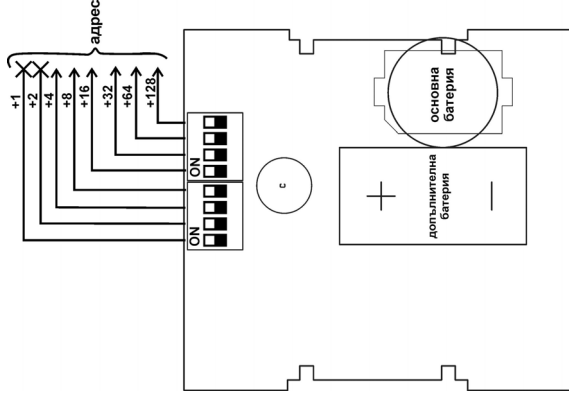 адрес
+1
+2
+4
+8
+16
+32
+64
+128
ON
ON
c
основна
батерия
допълнителна
батерия
+
—